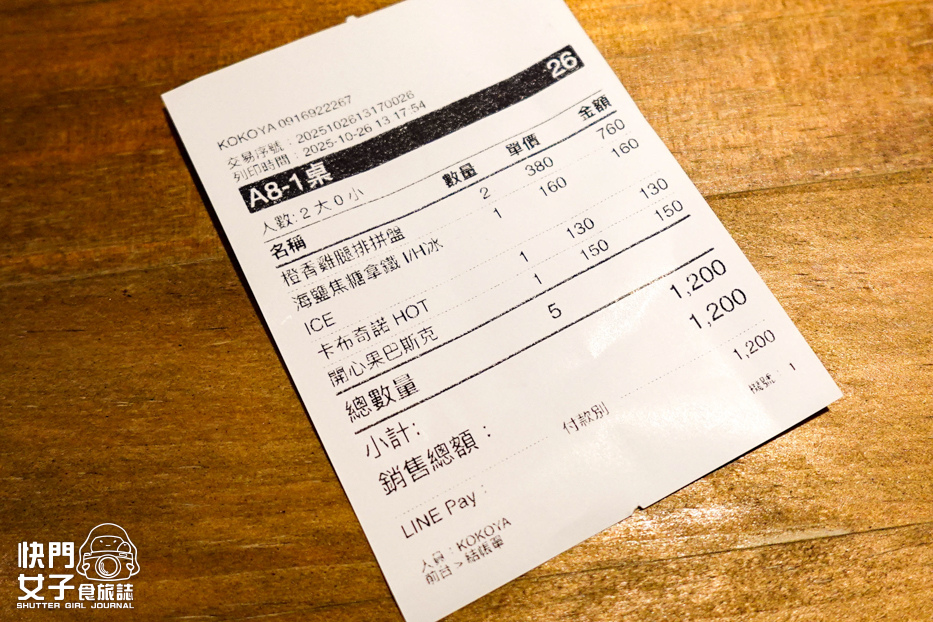 KOKOYA 0916922267
交易序號：2025102613170026
列印時間：2025-10-26 13 17:54
A8-1桌 26
人數: 2 大 0 小
名稱 數量 單價 金額
橙香雞腿排拼盤 2 380 760
海鹽焦糖拿鐵 I/H冰 1 160 160
ICE
卡布奇諾 HOT 1 130 130
開心果巴斯克 1 150 150
總數量 5
小計: 1,200
銷售總額： 1,200
付款別
LINE Pay : 1,200
人員：KOKOYA 機號：1
前台 > 結帳單
快門
女子食旅誌
SHUTTER GIRL JOURNAL